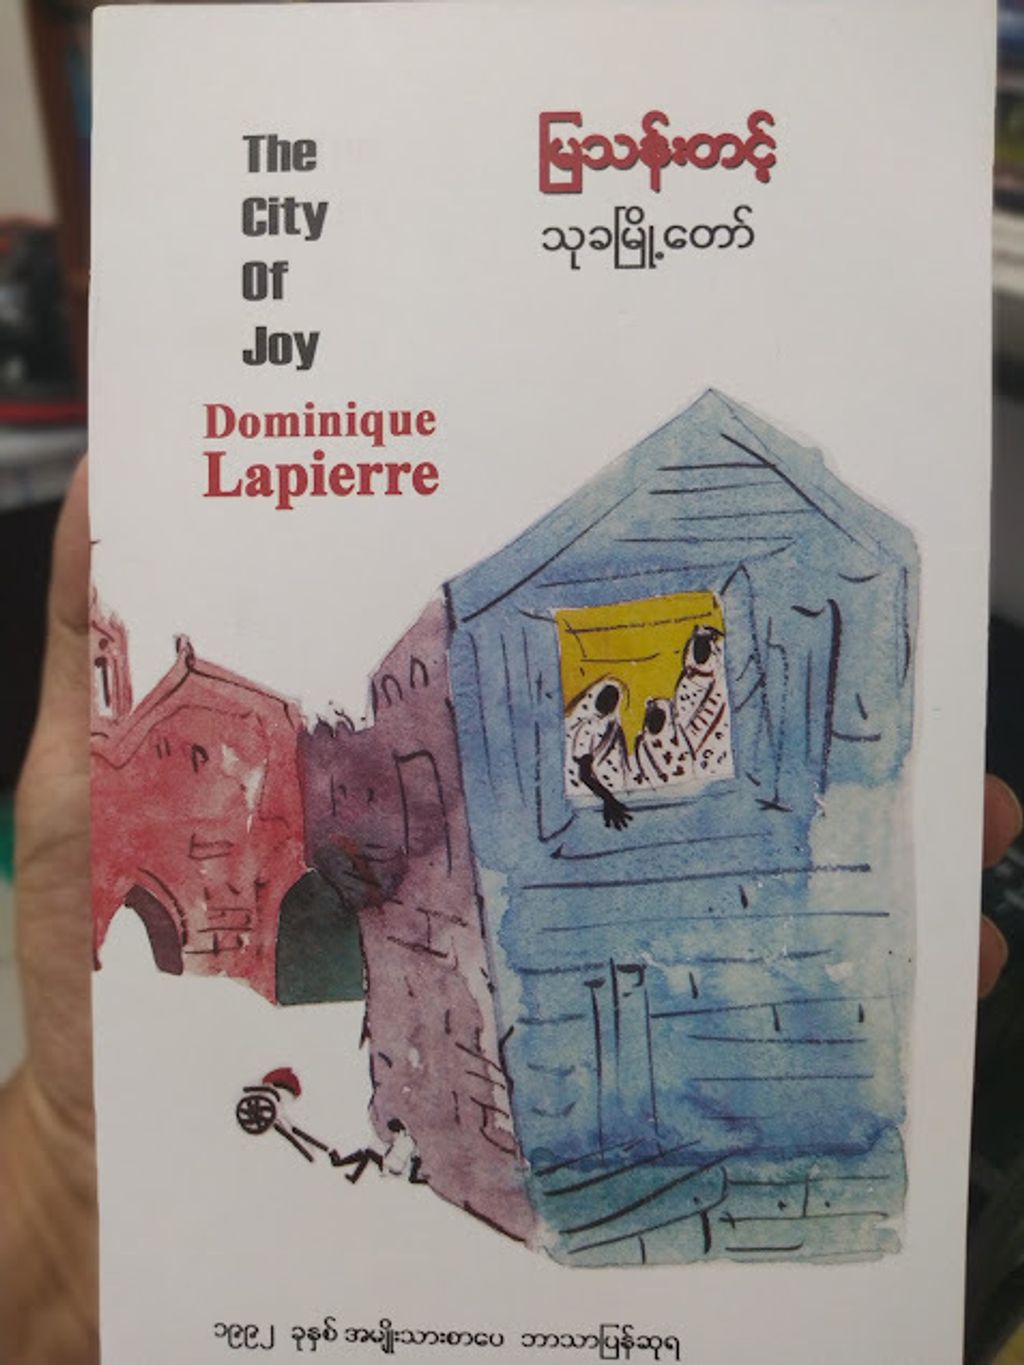 The
City
Of
Joy
Dominique
Lapierre
မြသန်းတင့်
သုခမြို့တော်
၁၉၉၂ ခုနှစ် အမျိုးသားစာပေ ဘာသာပြန်ဆုရ